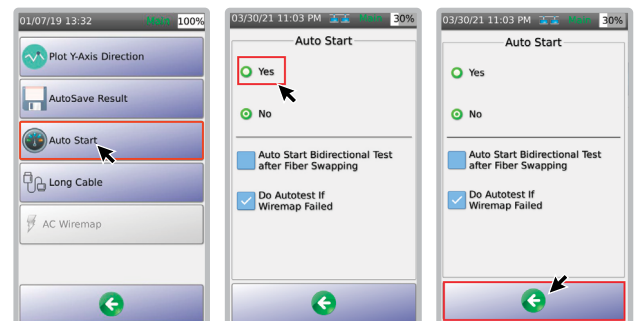 01/07/19 13:32
100%
Plot Y-Axis Direction
AutoSave Result
Auto Start
Long Cable
AC Wiremap
03/30/21 11:03 PM
30%
Auto Start
Yes
No
Auto Start Bidirectional Test
after Fiber Swapping
Do Autotest If
Wiremap Failed
03/30/21 11:03 PM
30%
Auto Start
Yes
No
Auto Start Bidirectional Test
after Fiber Swapping
Do Autotest If
Wiremap Failed